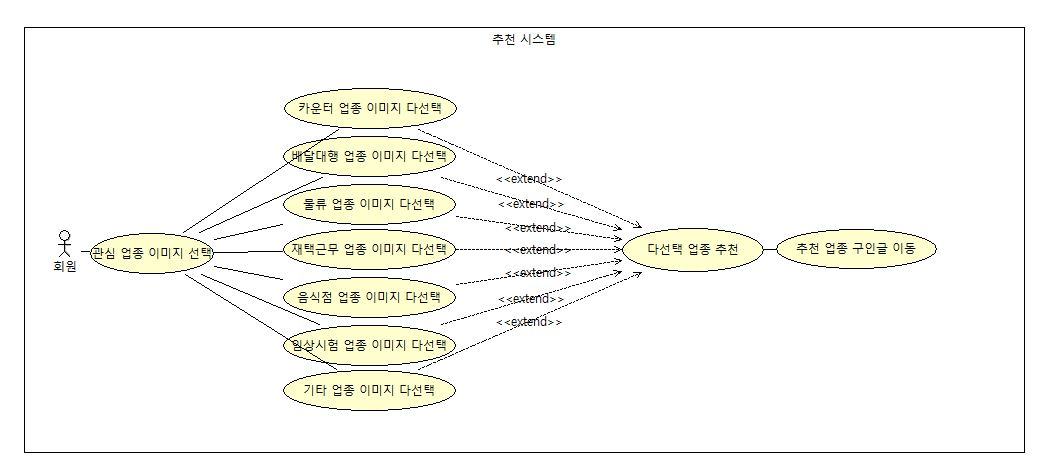 추천 시스템
카운터 업종 이미지 다선택
배달대행 업종 이미지 다선택
<<extend>>
물류 업종 이미지 다선택
<<extend>>
<<extend>>
회원
관심 업종 이미지 선택
재택근무 업종 이미지 다선택
<<extend>>
다선택 업종 추천
추천 업종 구인글 이동
<<extend>>
음식점 업종 이미지 다선택
<<extend>>
<<extend>>
임상시험 업종 이미지 다선택
기타 업종 이미지 다선택